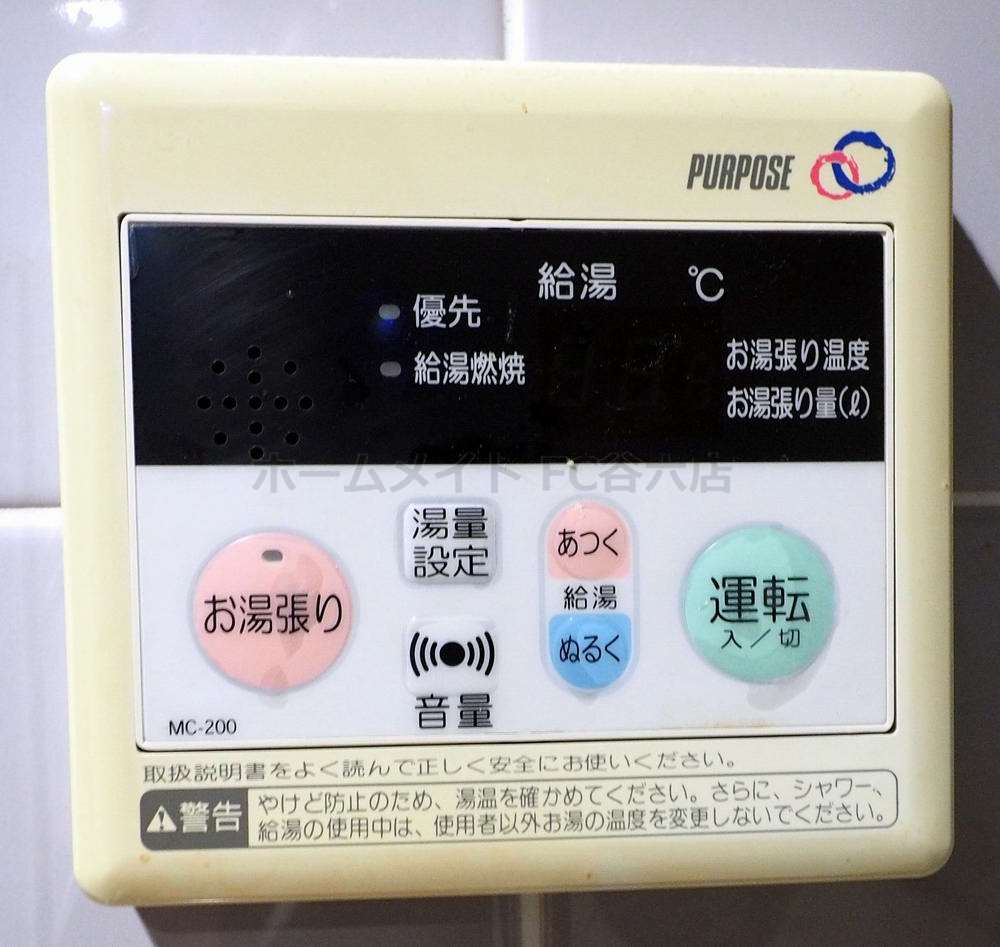 PURPOSE
給湯 ℃
優先
給湯燃焼
お湯張り温度
お湯張り量(ℓ)
ホームメイト FC谷六店
お湯張り
湯量
設定
音量
あつく
給湯
ぬるく
運転
入／切
MC-200
取扱説明書をよく読んで正しく安全にお使いください。
警告
やけど防止のため、湯温を確かめてください。さらに、シャワー、
給湯の使用中は、使用者以外お湯の温度を変更しないでください。